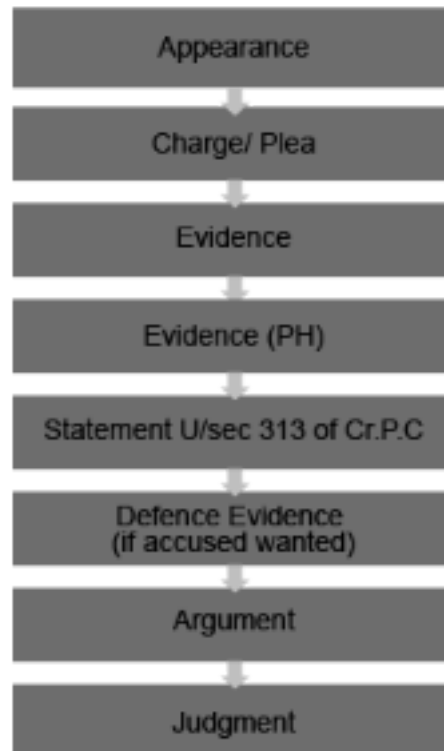 Appearance
Charge/ Plea
Evidence
Evidence (PH)
Statement U/sec 313 of Cr.P.C
Defence Evidence
(if accused wanted)
Argument
Judgment